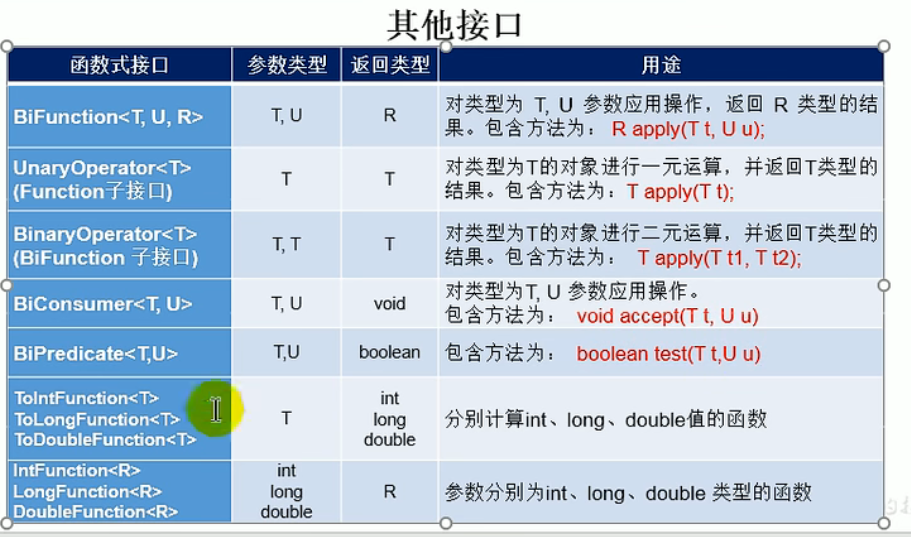 其他接口
函数式接口 参数类型 返回类型 用途
BiFunction<T, U, R> T, U R 对类型为 T, U 参数应用操作，返回 R 类型的结
果。包含方法为： R apply(T t, U u);
UnaryOperator<T>
(Function子接口) T T 对类型为T的对象进行一元运算，并返回T类型的
结果。包含方法为：T apply(T t);
BinaryOperator<T>
(BiFunction 子接口) T, T T 对类型为T的对象进行二元运算，并返回T类型的
结果。包含方法为： T apply(T t1, T t2);
BiConsumer<T, U> T, U void 对类型为T, U 参数应用操作。
包含方法为： void accept(T t, U u)
BiPredicate<T,U> T,U boolean 包含方法为： boolean test(T t,U u)
ToIntFunction<T>
ToLongFunction<T>
ToDoubleFunction<T>
T
int
long
double
分别计算int、long、double值的函数
IntFunction<R>
LongFunction<R>
DoubleFunction<R>
int
long
double
R
参数分别为int、long、double 类型的函数